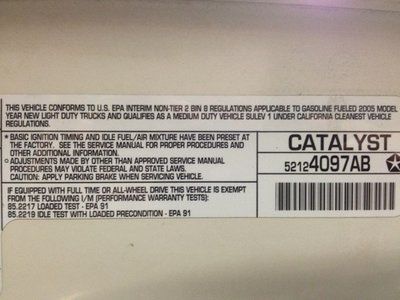 THIS VEHICLE CONFORMS TO U.S. EPA INTERIM NON-TIER 2 BIN 8 REGULATIONS APPLICABLE TO GASOLINE FUELED 2005 MODEL
YEAR NEW LIGHT DUTY TRUCKS AND QUALIFIES AS A MEDIUM DUTY VEHICLE SULEV 1 UNDER CALIFORNIA CLEANEST VEHICLE
REGULATIONS.
* BASIC IGNITION TIMING AND IDLE FUEL/AIR MIXTURE HAVE BEEN PRESET AT
THE FACTORY. SEE THE SERVICE MANUAL FOR PROPER PROCEDURES AND
OTHER ADDITIONAL INFORMATION.
○ ADJUSTMENTS MADE BY OTHER THAN APPROVED SERVICE MANUAL
PROCEDURES MAY VIOLATE FEDERAL AND STATE LAWS.
CAUTION: APPLY PARKING BRAKE WHEN SERVICING VEHICLE.
IF EQUIPPED WITH FULL TIME OR ALL-WHEEL DRIVE THIS VEHICLE IS EXEMPT
FROM THE FOLLOWING I/M (PERFORMANCE WARRANTY TESTS):
85.2217 LOADED TEST - EPA 91
85.2219 IDLE TEST WITH LOADED PRECONDITION - EPA 91
CATALYST
52124097AB